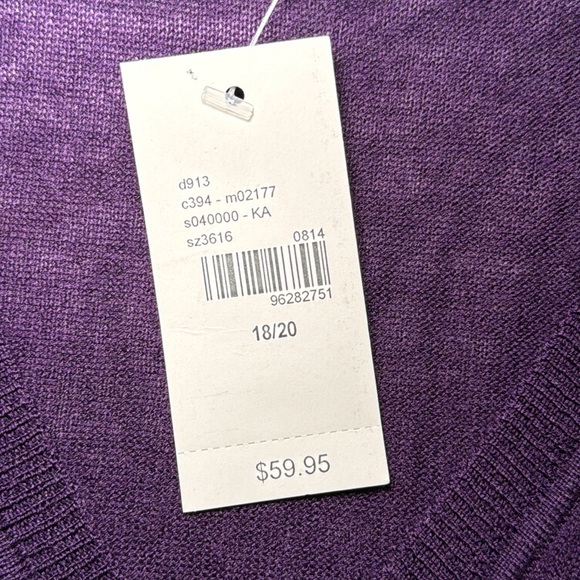 d913
c394 - m02177
s040000 - KA
sz3616 0814
96282751
18/20
$59.95